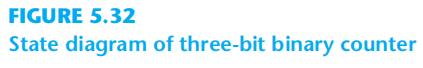 FIGURE 5.32
State diagram of three-bit binary counter